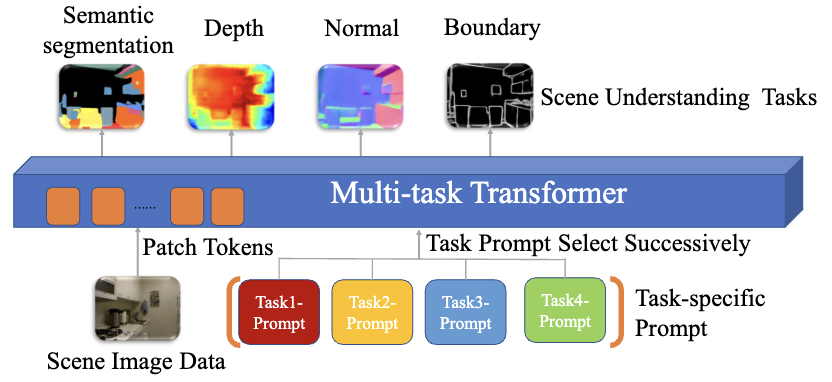 Semantic
segmentation
Depth
Normal
Boundary
Scene Understanding Tasks
Multi-task Transformer
......
Patch Tokens
Task Prompt Select Successively
Task1-
Prompt
Task2-
Prompt
Task3-
Prompt
Task4-
Prompt
Task-specific
Prompt
Scene Image Data